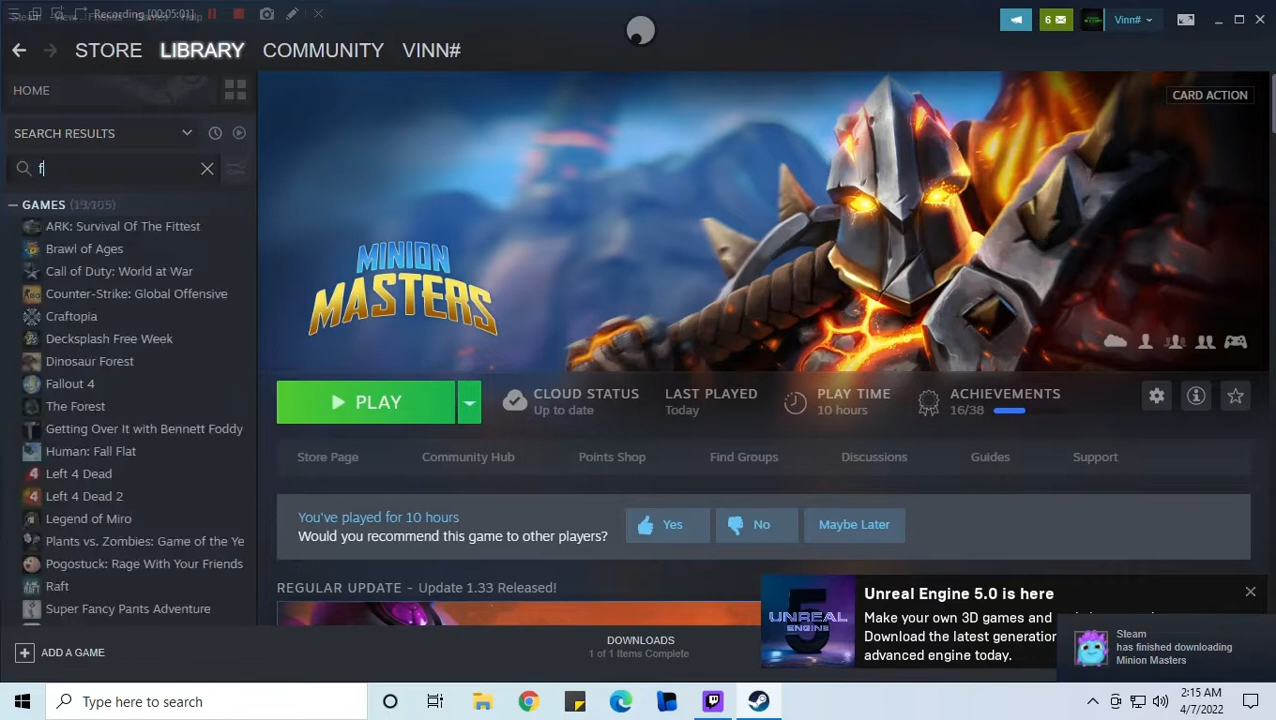 Recording [00:05:01]
Steam View Friends Games Help
6
Vinn#
STORE LIBRARY COMMUNITY VINN#
HOME
SEARCH RESULTS
f
GAMES
ARK: Survival Of The Fittest
Brawl of Ages
Call of Duty: World at War
Counter-Strike: Global Offensive
Craftopia
Decksplash Free Week
Dinosaur Forest
Fallout 4
The Forest
Getting Over It with Bennett Foddy
Human: Fall Flat
Left 4 Dead
Left 4 Dead 2
Legend of Miro
Plants vs. Zombies: Game of the Ye
Pogostuck: Rage With Your Friends
Raft
Super Fancy Pants Adventure
ADD A GAME
CARD ACTION
MINION
MASTERS
PLAY
CLOUD STATUS
Up to date
LAST PLAYED
Today
PLAY TIME
10 hours
ACHIEVEMENTS
16/38
Store Page Community Hub Points Shop Find Groups Discussions Guides Support
You've played for 10 hours
Would you recommend this game to other players?
Yes No Maybe Later
REGULAR UPDATE - Update 1.33 Released!
DOWNLOADS
1 of 1 Items Complete
UNREAL
ENGINE
Unreal Engine 5.0 is here
Make your own 3D games and
Download the latest generation
advanced engine today.
Steam
has finished downloading
Minion Masters
Type here to search
2:15 AM
4/7/2022